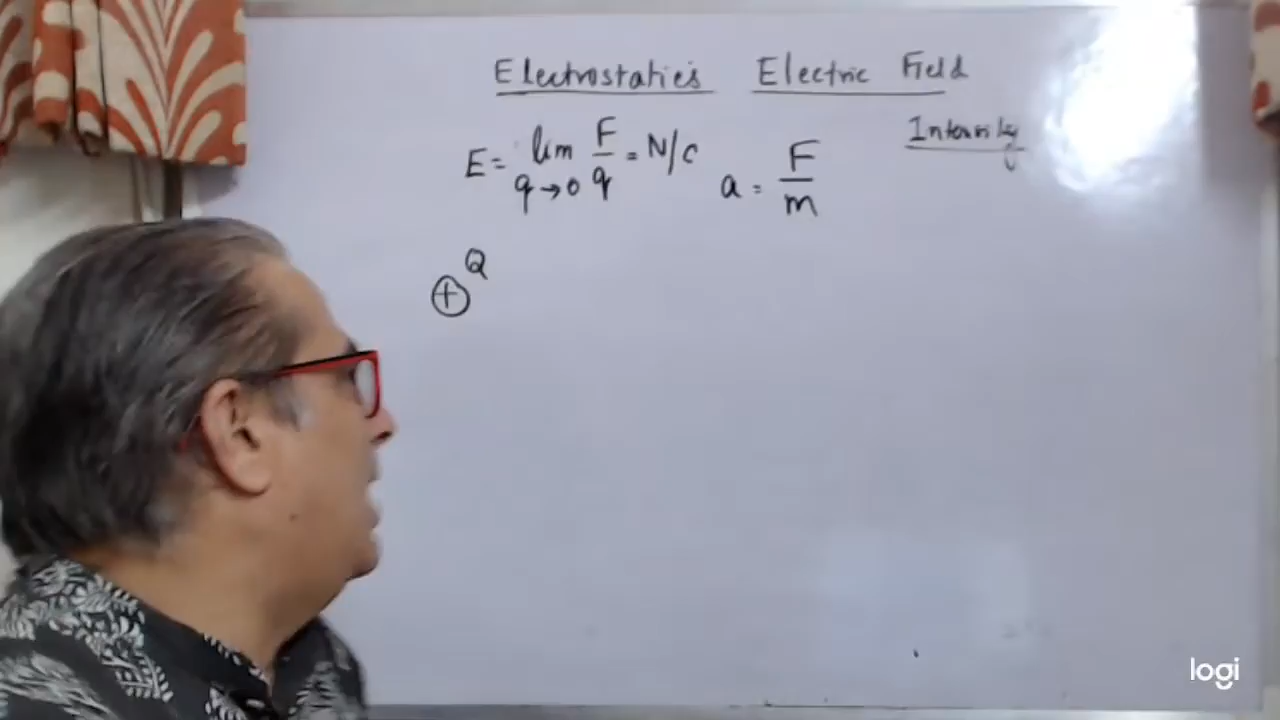 Electrostatics Electric Field
Intensity
E = lim q→0 F/q = N/C
a = F/m
Q
+
logi